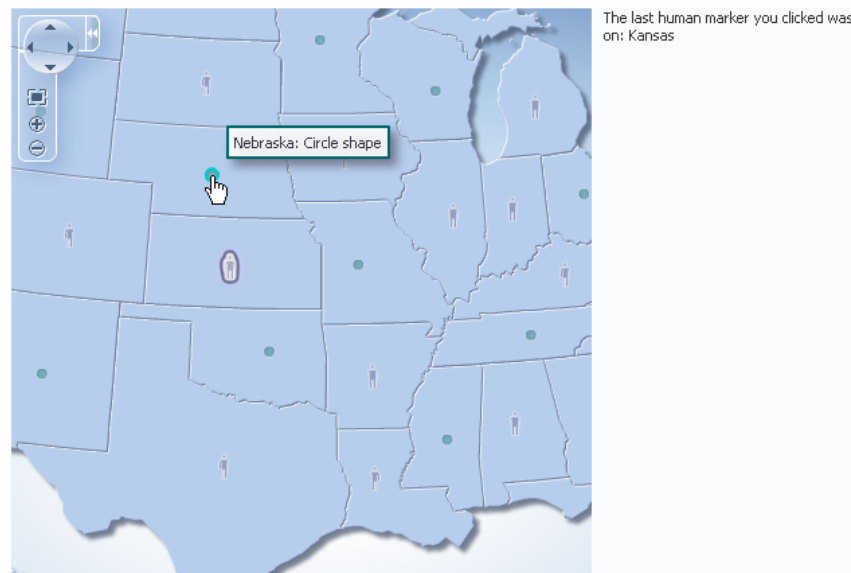 The last human marker you clicked was
on: Kansas
Nebraska: Circle shape